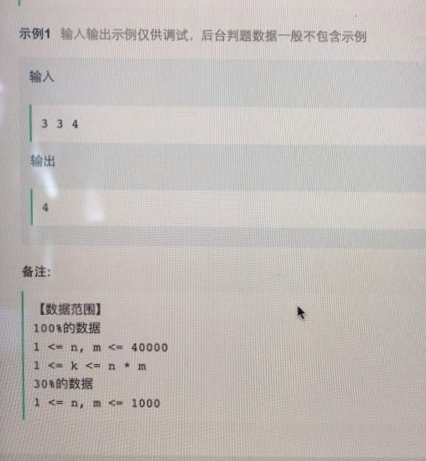 示例1 输入输出示例仅供调试，后台判题数据一般不包含示例
输入
3 3 4
输出
4
备注:
【数据范围】
100%的数据
1 <= n, m <= 40000
1 <= k <= n * m
30%的数据
1 <= n, m <= 1000